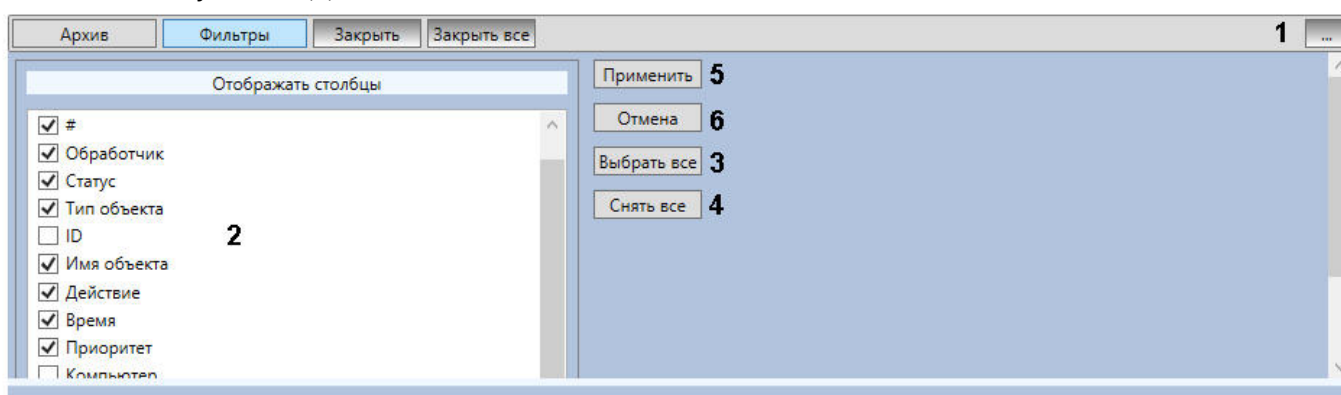 Архив Фильтры Закрыть Закрыть все 1 ...
Отображать столбцы
Применить 5
# 
Отмена 6
Обработчик
Выбрать все 3
Статус
Тип объекта
Снять все 4
ID 2
Имя объекта
Действие
Время
Приоритет
Компьютер